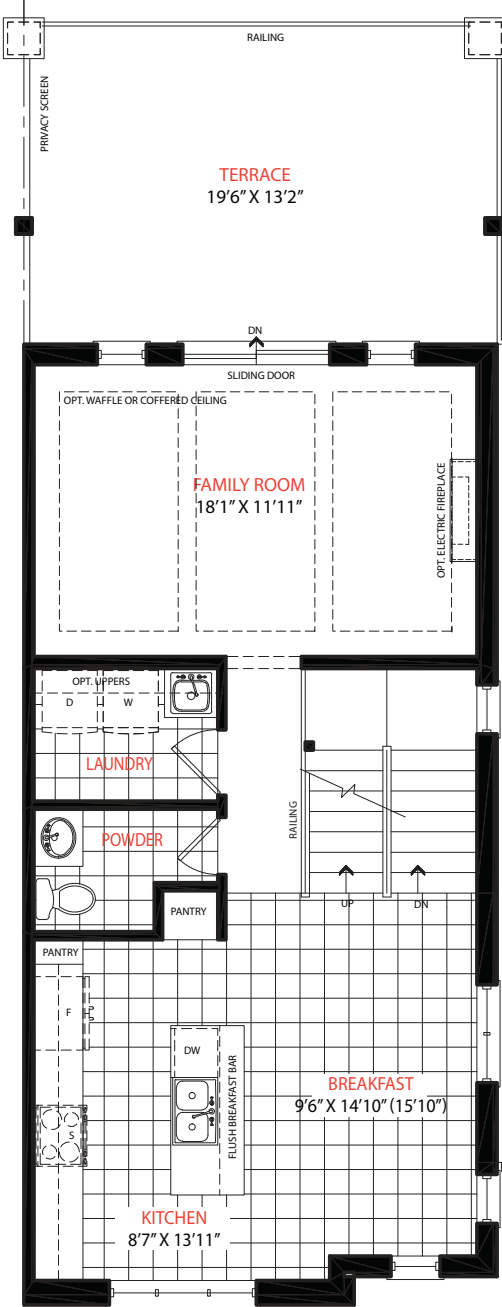 RAILING
PRIVACY SCREEN
TERRACE
19'6" X 13'2"
DN
SLIDING DOOR
OPT. WAFFLE OR COFFERED CEILING
FAMILY ROOM
18'1" X 11'11"
OPT. ELECTRIC FIREPLACE
OPT. UPPERS
D
W
LAUNDRY
RAILING
POWDER
UP
DN
PANTRY
PANTRY
F
DW
FLUSH BREAKFAST BAR
BREAKFAST
9'6" X 14'10" (15'10")
S
KITCHEN
8'7" X 13'11"